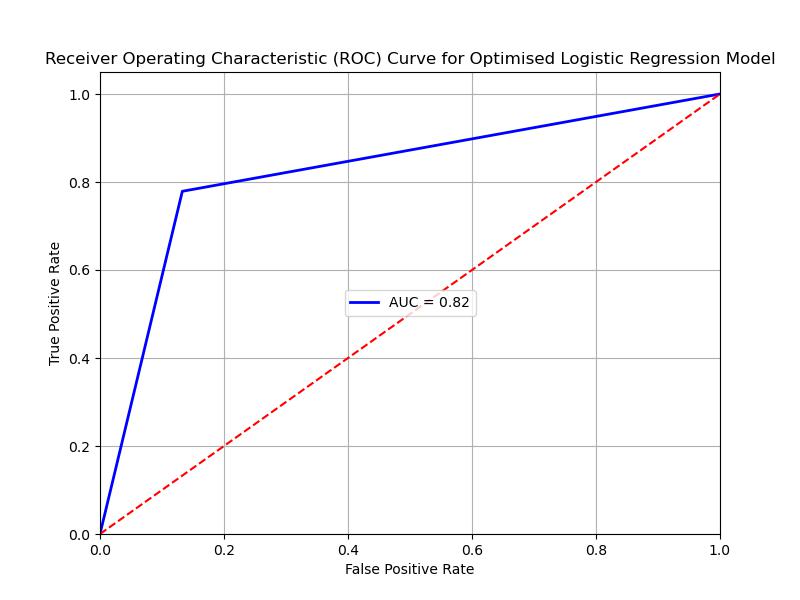 Receiver Operating Characteristic (ROC) Curve for Optimised Logistic Regression Model
1.0
0.8
0.6
0.4
0.2
0.0
True Positive Rate
AUC = 0.82
0.0 0.2 0.4 0.6 0.8 1.0
False Positive Rate